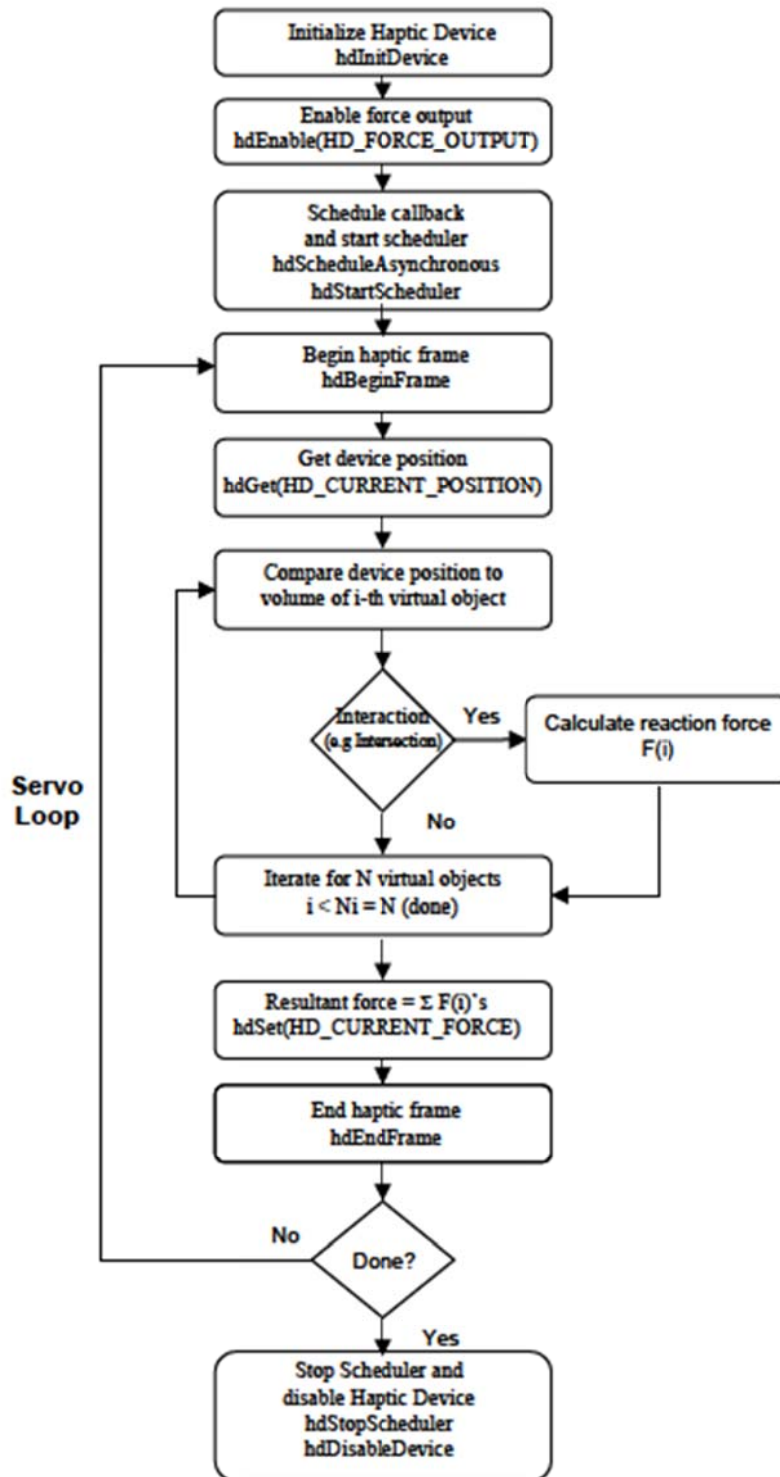 Initialize Haptic Device
hdInitDevice
Enable force output
hdEnable(HD_FORCE_OUTPUT)
Schedule callback
and start scheduler
hdScheduleAsynchronous
hdStartScheduler
Begin haptic frame
hdBeginFrame
Get device position
hdGet(HD_CURRENT_POSITION)
Compare device position to
volume of i-th virtual object
Interaction
(e.g Intersection)
Yes
Calculate reaction force
F(i)
Servo
Loop
No
Iterate for N virtual objects
i < Ni = N (done)
Resultant force = Σ F(i)`s
hdSet(HD_CURRENT_FORCE)
End haptic frame
hdEndFrame
No
Done?
Yes
Stop Scheduler and
disable Haptic Device
hdStopScheduler
hdDisableDevice